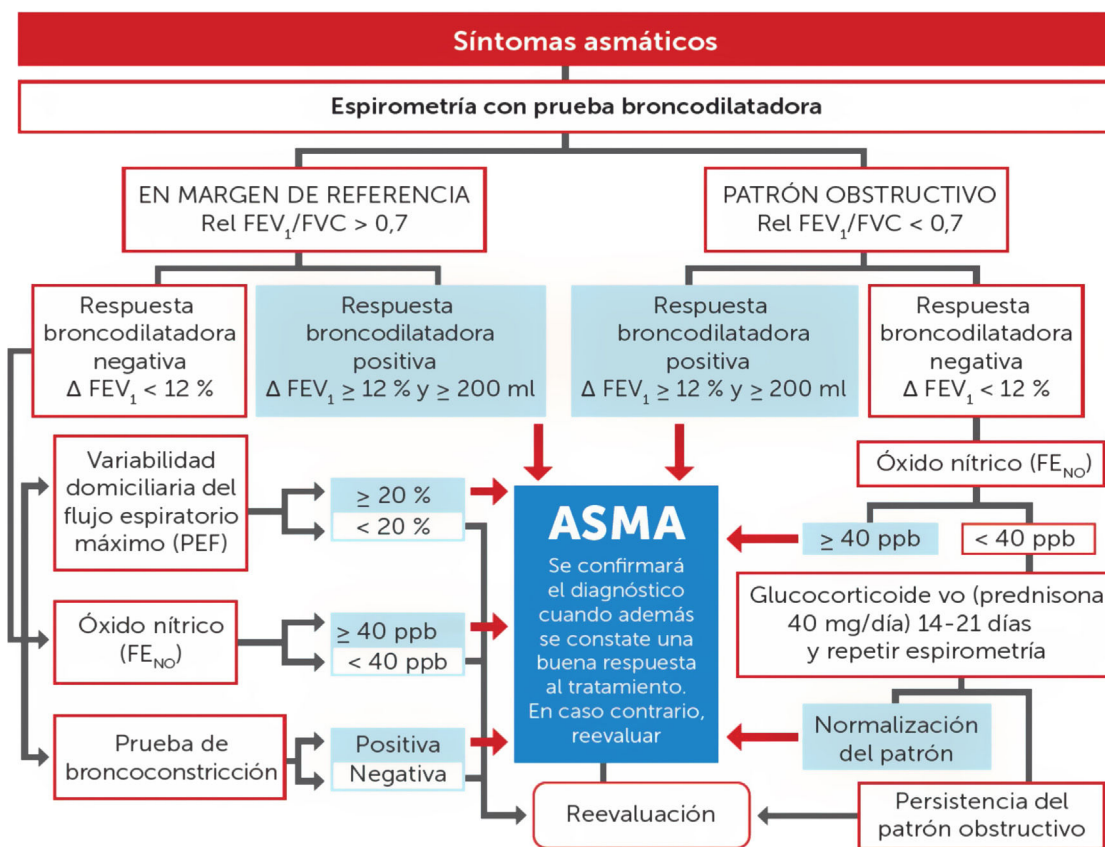 Síntomas asmáticos
Espirometría con prueba broncodilatadora
EN MARGEN DE REFERENCIA
Rel FEV₁/FVC > 0,7
PATRÓN OBSTRUCTIVO
Rel FEV₁/FVC < 0,7
Respuesta
broncodilatadora
negativa
Δ FEV₁ < 12 %
Respuesta
broncodilatadora
positiva
Δ FEV₁ ≥ 12 % y ≥ 200 ml
Respuesta
broncodilatadora
positiva
Δ FEV₁ ≥ 12 % y ≥ 200 ml
Respuesta
broncodilatadora
negativa
Δ FEV₁ < 12 %
Variabilidad
domiciliaria del
flujo espiratorio
máximo (PEF)
≥ 20 %
< 20 %
Óxido nítrico
(FE_NO)
≥ 40 ppb
< 40 ppb
Prueba de
broncoconstricción
Positiva
Negativa
ASMA
Se confirmará
el diagnóstico
cuando además
se constate una
buena respuesta
al tratamiento.
En caso contrario,
reevaluar
Reevaluación
Óxido nítrico (FE_NO)
≥ 40 ppb
< 40 ppb
Glucocorticoide vo (prednisona
40 mg/día) 14-21 días
y repetir espirometría
Normalización
del patrón
Persistencia del
patrón obstructivo